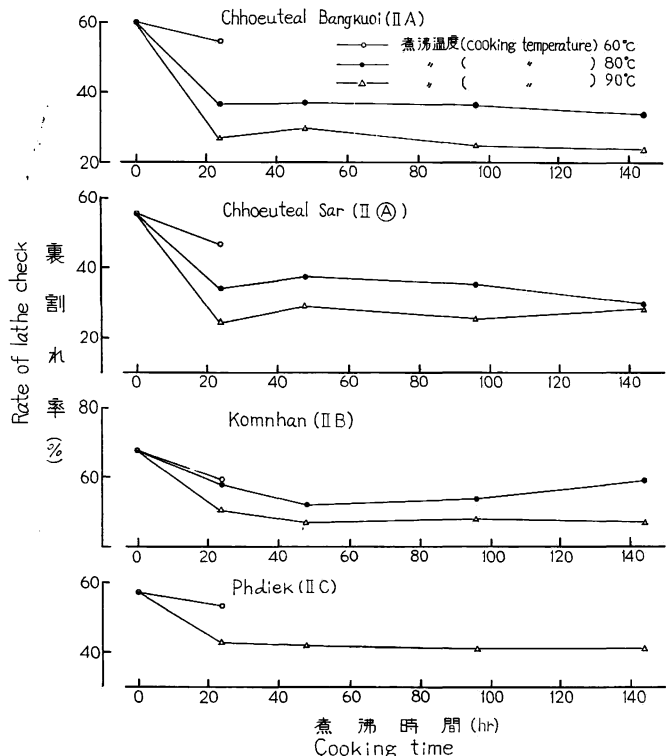 Chhoeuteal Bangkuoi (II A)
煮沸温度 (cooking temperature) 60℃
〃 ( 〃 ) 80℃
〃 ( 〃 ) 90℃
60
40
20
0 20 40 60 80 100 120 140
Chhoeuteal Sar (II Ⓐ)
60
40
20
0 20 40 60 80 100 120 140
Rate of lathe check
裏割れ率 (%)
Komnhan (II B)
80
60
0 20 40 60 80 100 120 140
Phdiek (II C)
60
40
0 20 40 60 80 100 120 140
煮沸時間 (hr)
Cooking time